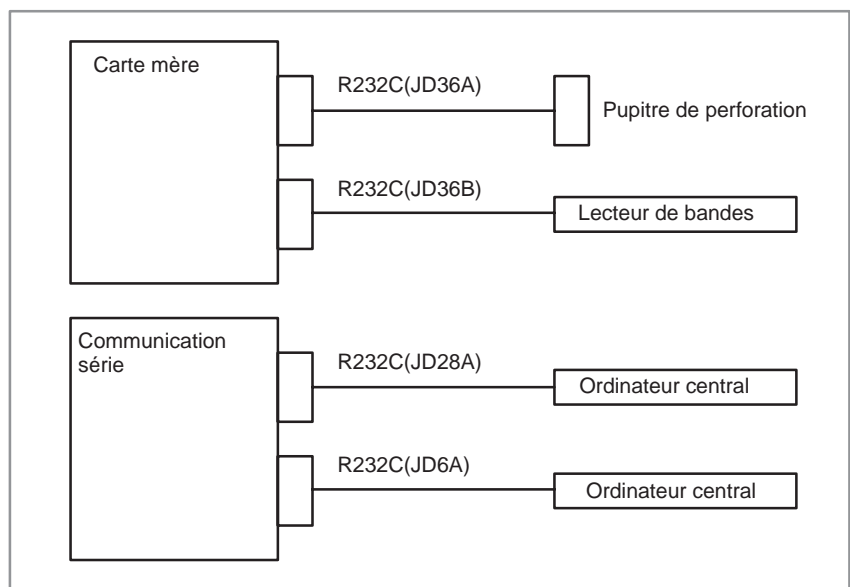 Carte mère
R232C(JD36A)
Pupitre de perforation
R232C(JD36B)
Lecteur de bandes
Communication
série
R232C(JD28A)
Ordinateur central
R232C(JD6A)
Ordinateur central